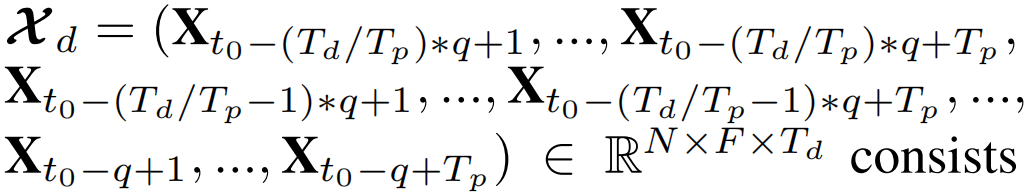 𝓧_d = (𝐗_{t_0−(T_d/T_p)∗q+1}, ..., 𝐗_{t_0−(T_d/T_p)∗q+T_p},
𝐗_{t_0−(T_d/T_p−1)∗q+1}, ..., 𝐗_{t_0−(T_d/T_p−1)∗q+T_p}, ...,
𝐗_{t_0−q+1}, ..., 𝐗_{t_0−q+T_p}) ∈ ℝ^{N×F×T_d} consists